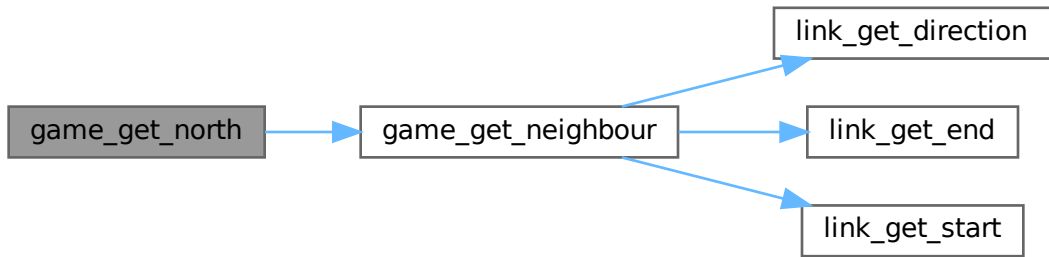 game_get_north
game_get_neighbour
link_get_direction
link_get_end
link_get_start